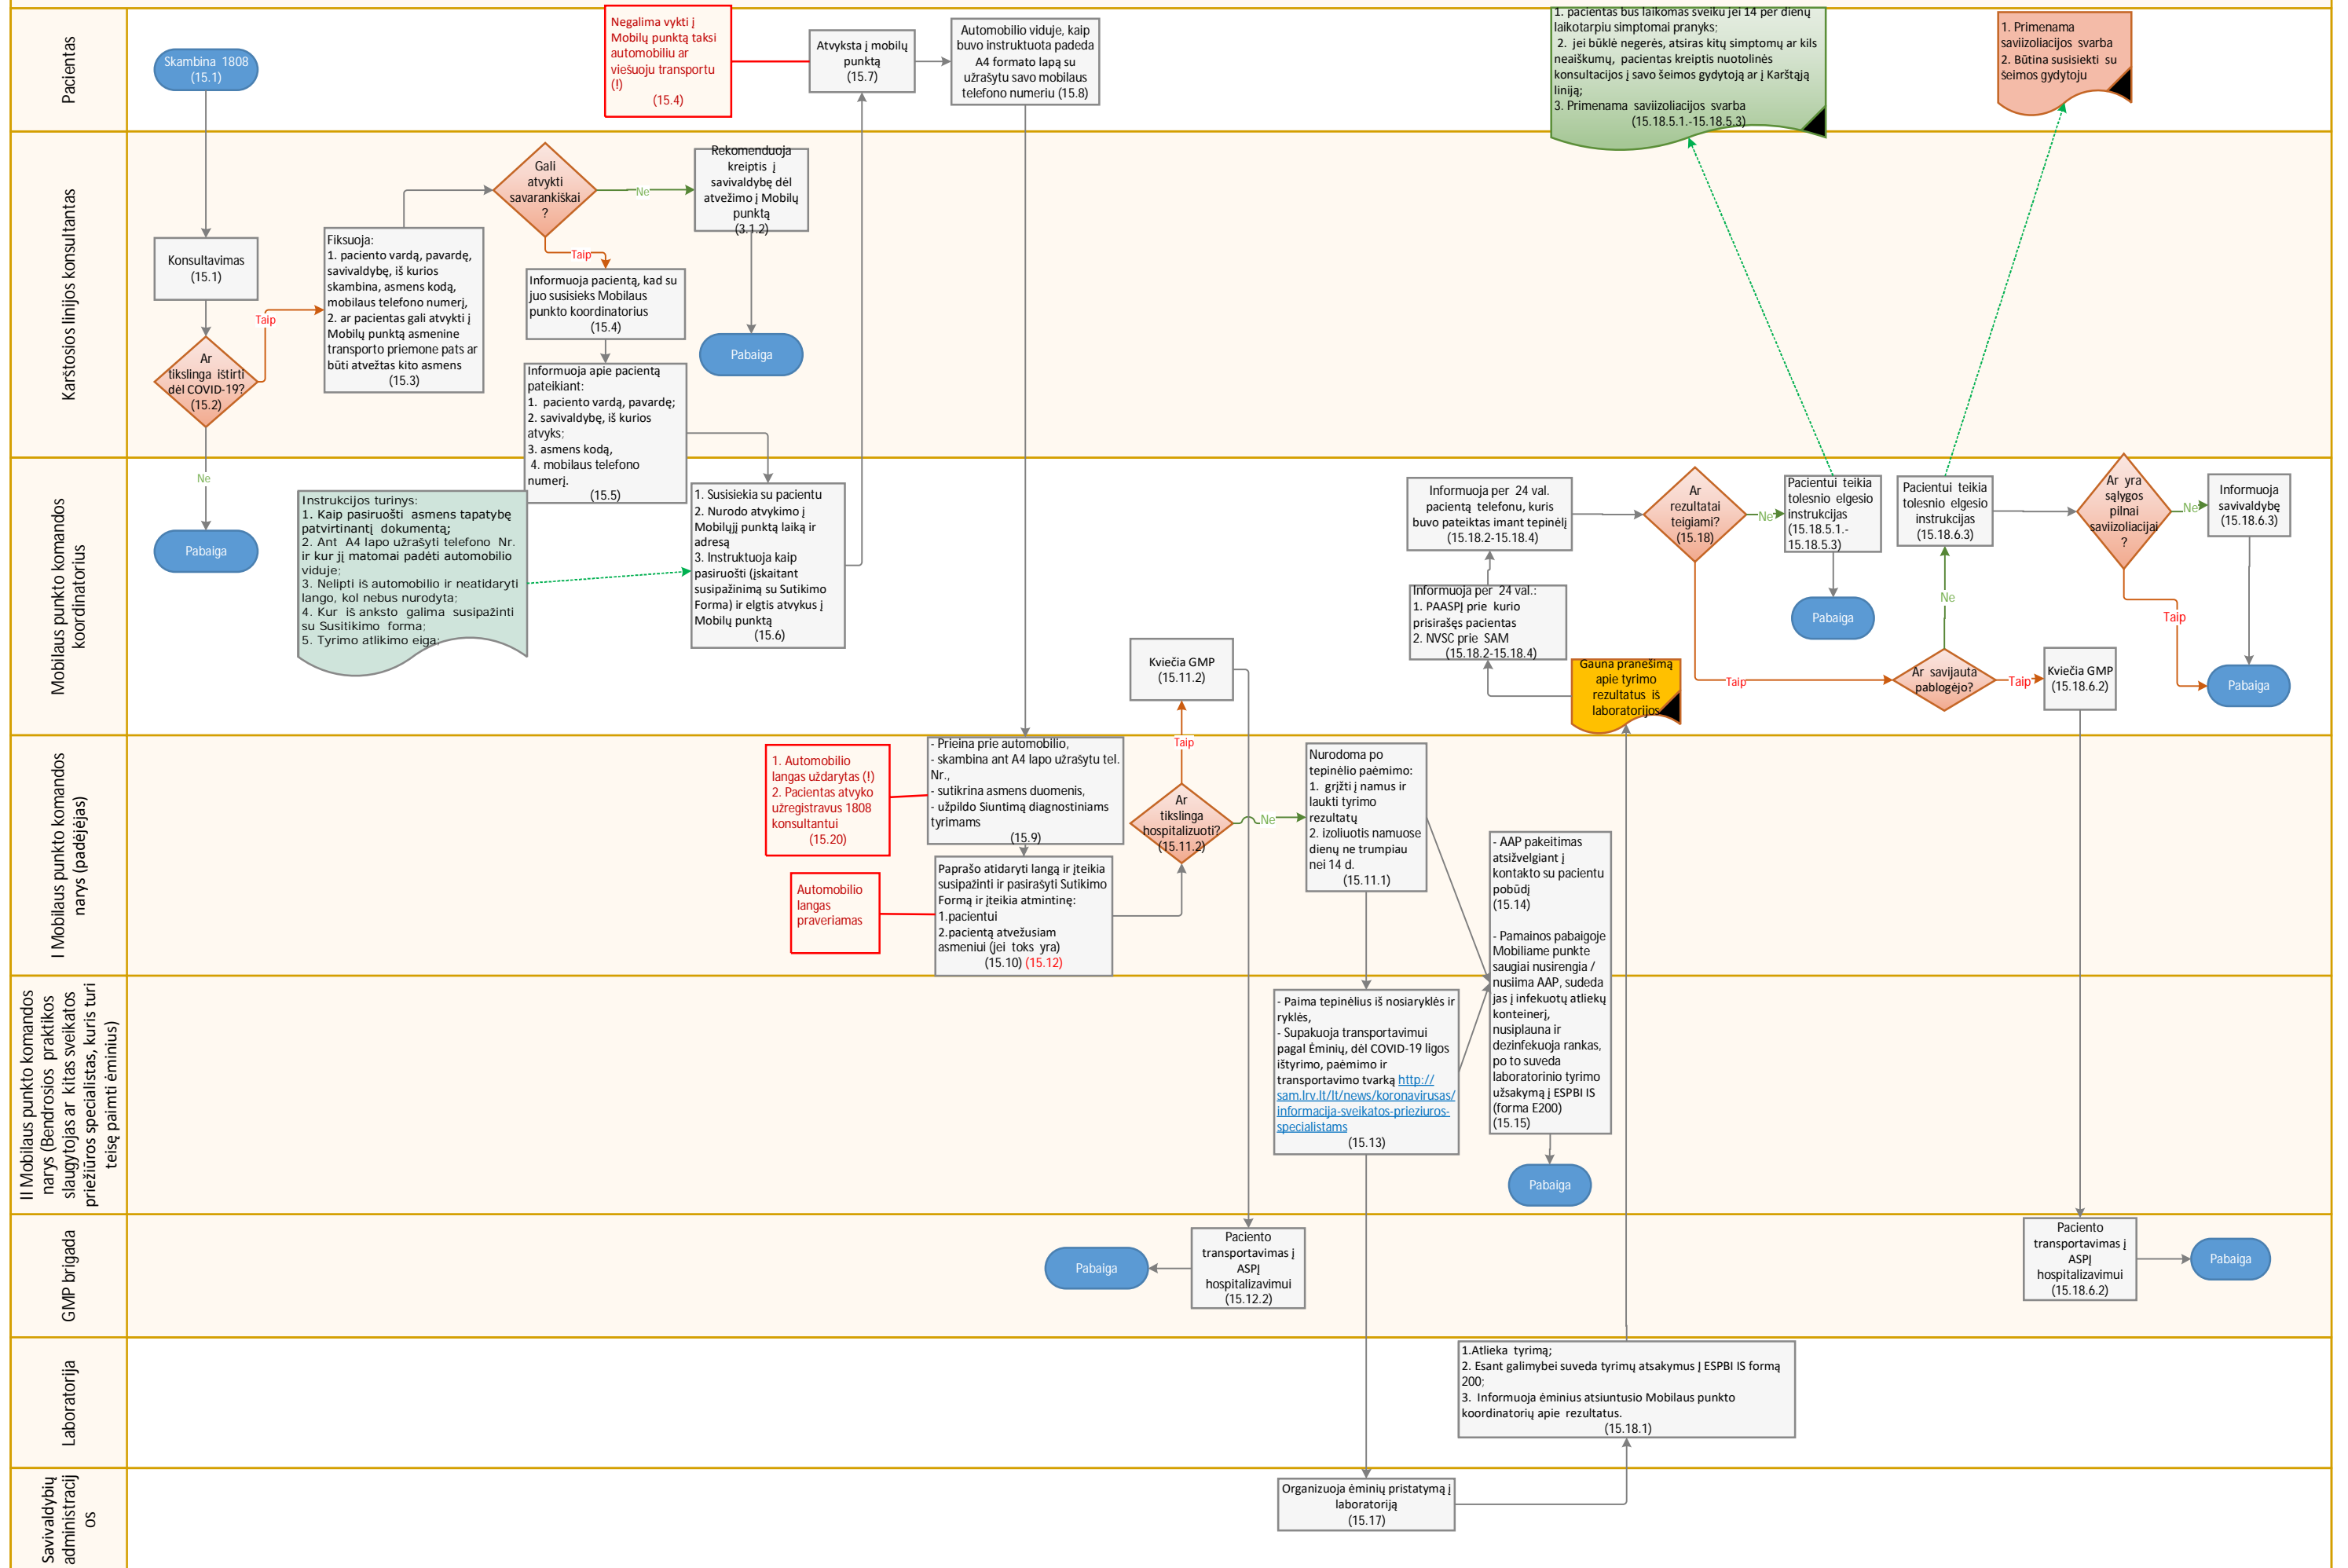 Pacientas
Skambina 1808
(15.1)
Negalima vykti į
Mobilų punktą taksi
automobiliu ar
viešuoju transportu
(!)
(15.4)
Atvyksta į mobilų
punktą
(15.7)
Automobilio viduje, kaip
buvo instruktuota padeda
A4 formato lapą su
užrašytu savo mobilaus
telefono numeriu (15.8)
1. pacientas bus laikomas sveiku jei 14 per dienų
laikotarpiu simptomai pranyks;
2. jei būklė negerės, atsiras kitų simptomų ar kils
neaiškumų, pacientas kreiptis nuotolinės
konsultacijos į savo šeimos gydytoją ar į Karštąją
liniją;
3. Primenama saviizoliacijos svarba
(15.18.5.1.-15.18.5.3)
1. Primenama
saviizoliacijos svarba
2. Būtina susisiekti su
šeimos gydytoju
Karštosios linijos konsultantas
Konsultavimas
(15.1)
Ar
tikslinga ištirti
dėl COVID-19?
(15.2)
Taip
Ne
Fiksuoja:
1. paciento vardą, pavardę,
savivaldybę, iš kurios
skambina, asmens kodą,
mobilaus telefono numerį,
2. ar pacientas gali atvykti į
Mobilų punktą asmenine
transporto priemone pats ar
būti atvežtas kito asmens
(15.3)
Gali
atvykti
savarankiškai
?
Ne
Taip
Rekomenduoja
kreiptis į
savivaldybę dėl
atvežimo į Mobilų
punktą
(3.1.2)
Pabaiga
Informuoja pacientą, kad su
juo susisieks Mobilaus
punkto koordinatorius
(15.4)
Informuoja apie pacientą
pateikiant:
1. paciento vardą, pavardę;
2. savivaldybę, iš kurios
atvyks;
3. asmens kodą,
4. mobilaus telefono
numerį.
(15.5)
Mobilaus punkto komandos
koordinatorius
Pabaiga
Instrukcijos turinys:
1. Kaip pasiruošti asmens tapatybę
patvirtinantį dokumentą;
2. Ant A4 lapo užrašyti telefono Nr.
ir kur jį matomai padėti automobilio
viduje;
3. Nelipti iš automobilio ir neatidaryti
lango, kol nebus nurodyta;
4. Kur iš anksto galima susipažinti
su Susitikimo forma;
5. Tyrimo atlikimo eiga;
1. Susisiekia su pacientu
2. Nurodo atvykimo į
Mobilųjį punktą laiką ir
adresą
3. Instruktuoja kaip
pasiruošti (įskaitant
susipažinimą su Sutikimo
Forma) ir elgtis atvykus į
Mobilų punktą
(15.6)
Kviečia GMP
(15.11.2)
Informuoja per 24 val.
pacientą telefonu, kuris
buvo pateiktas imant tepinėlį
(15.18.2-15.18.4)
Informuoja per 24 val.:
1. PAASPĮ prie kurio
prisirašęs pacientas
2. NVSC prie SAM
(15.18.2-15.18.4)
Gauna pranešimą
apie tyrimo
rezultatus iš
laboratorijos
Ar
rezultatai
teigiami?
(15.18)
Ne
Taip
Pacientui teikia
tolesnio elgesio
instrukcijas
(15.18.5.1.-
15.18.5.3)
Pabaiga
Pacientui teikia
tolesnio elgesio
instrukcijas
(15.18.6.3)
Ne
Ar savijauta
pablogėjo?
Taip
Kviečia GMP
(15.18.6.2)
Ar yra
sąlygos
pilnai
saviizoliacijai
?
Ne
Taip
Informuoja
savivaldybę
(15.18.6.3)
Pabaiga
I Mobilaus punkto komandos
narys (padėjėjas)
1. Automobilio
langas uždarytas (!)
2. Pacientas atvyko
užregistravus 1808
konsultantui
(15.20)
Automobilio
langas
praveriamas
- Prieina prie automobilio,
- skambina ant A4 lapo užrašytu tel.
Nr.,
- sutikrina asmens duomenis,
- užpildo Siuntimą diagnostiniams
tyrimams
(15.9)
Paprašo atidaryti langą ir įteikia
susipažinti ir pasirašyti Sutikimo
Formą ir įteikia atmintinę:
1.pacientui
2.pacientą atvežusiam
asmeniui (jei toks yra)
(15.10) (15.12)
Taip
Ar
tikslinga
hospitalizuoti?
(15.11.2)
Ne
Nurodoma po
tepinėlio paėmimo:
1. grįžti į namus ir
laukti tyrimo
rezultatų
2. izoliuotis namuose
dienų ne trumpiau
nei 14 d.
(15.11.1)
- AAP pakeitimas
atsižvelgiant į
kontakto su pacientu
pobūdį
(15.14)
- Pamainos pabaigoje
Mobiliame punkte
saugiai nusirengia /
nusiima AAP, sudeda
jas į infekuotų atliekų
konteinerį,
nusiplauna ir
dezinfekuoja rankas,
po to suveda
laboratorinio tyrimo
užsakymą į ESPBI IS
(forma E200)
(15.15)
Pabaiga
II Mobilaus punkto komandos
narys (Bendrosios praktikos
slaugytojas ar kitas sveikatos
priežiūros specialistas, kuris turi
teisę paimti ėminius)
- Paima tepinėlius iš nosiaryklės ir
ryklės,
- Supakuoja transportavimui
pagal Ėminių, dėl COVID-19 ligos
ištyrimo, paėmimo ir
transportavimo tvarką http://
sam.lrv.lt/lt/news/koronavirusas/
informacija-sveikatos-prieziuros-
specialistams
(15.13)
GMP brigada
Pabaiga
Paciento
transportavimas į
ASPĮ
hospitalizavimui
(15.12.2)
Paciento
transportavimas į
ASPĮ
hospitalizavimui
(15.18.6.2)
Pabaiga
Laboratorija
1.Atlieka tyrimą;
2. Esant galimybei suveda tyrimų atsakymus Į ESPBI IS formą
200;
3. Informuoja ėminius atsiuntusio Mobilaus punkto
koordinatorių apie rezultatus.
(15.18.1)
Savivaldybių
administracij
os
Organizuoja ėminių pristatymą į
laboratoriją
(15.17)